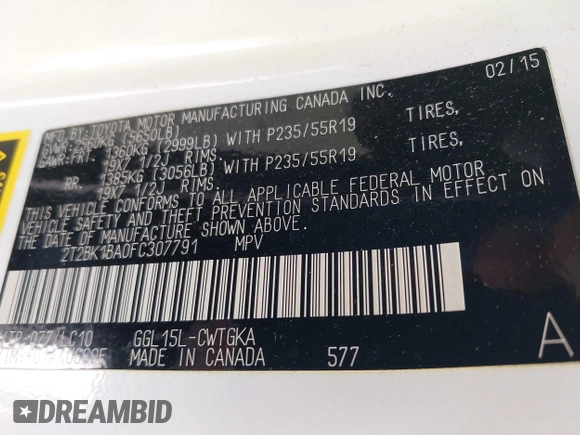 02/15
MFD.BY:TOYOTA MOTOR MANUFACTURING CANADA INC.
(5650LB)
GAWR:FRT. 1360KG (2999LB) WITH P235/55R19 TIRES,
19X7 1/2J RIMS.
RR. 1385KG (3056LB) WITH P235/55R19 TIRES,
19X7 1/2J RIMS.
THIS VEHICLE CONFORMS TO ALL APPLICABLE FEDERAL MOTOR
VEHICLE SAFETY AND THEFT PREVENTION STANDARDS IN EFFECT ON
THE DATE OF MANUFACTURE SHOWN ABOVE.
2T2BK1BA0FC307791 MPV
077/LC10 GGL15L-CWTGKA
MADE IN CANADA 577 A
DREAMBID